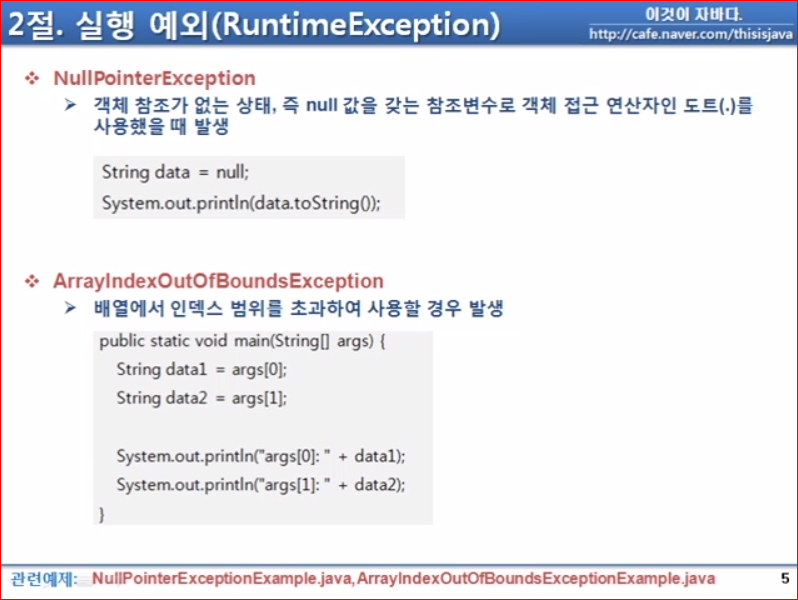 2절. 실행 예외(RuntimeException)
이것이 자바다.
http://cafe.naver.com/thisisjava
NullPointerException
객체 참조가 없는 상태, 즉 null 값을 갖는 참조변수로 객체 접근 연산자인 도트(.)를
사용했을 때 발생
String data = null;
System.out.println(data.toString());
ArrayIndexOutOfBoundsException
배열에서 인덱스 범위를 초과하여 사용할 경우 발생
public static void main(String[] args) {
String data1 = args[0];
String data2 = args[1];
System.out.println("args[0]: " + data1);
System.out.println("args[1]: " + data2);
}
관련예제: NullPointerExceptionExample.java, ArrayIndexOutOfBoundsExceptionExample.java
5